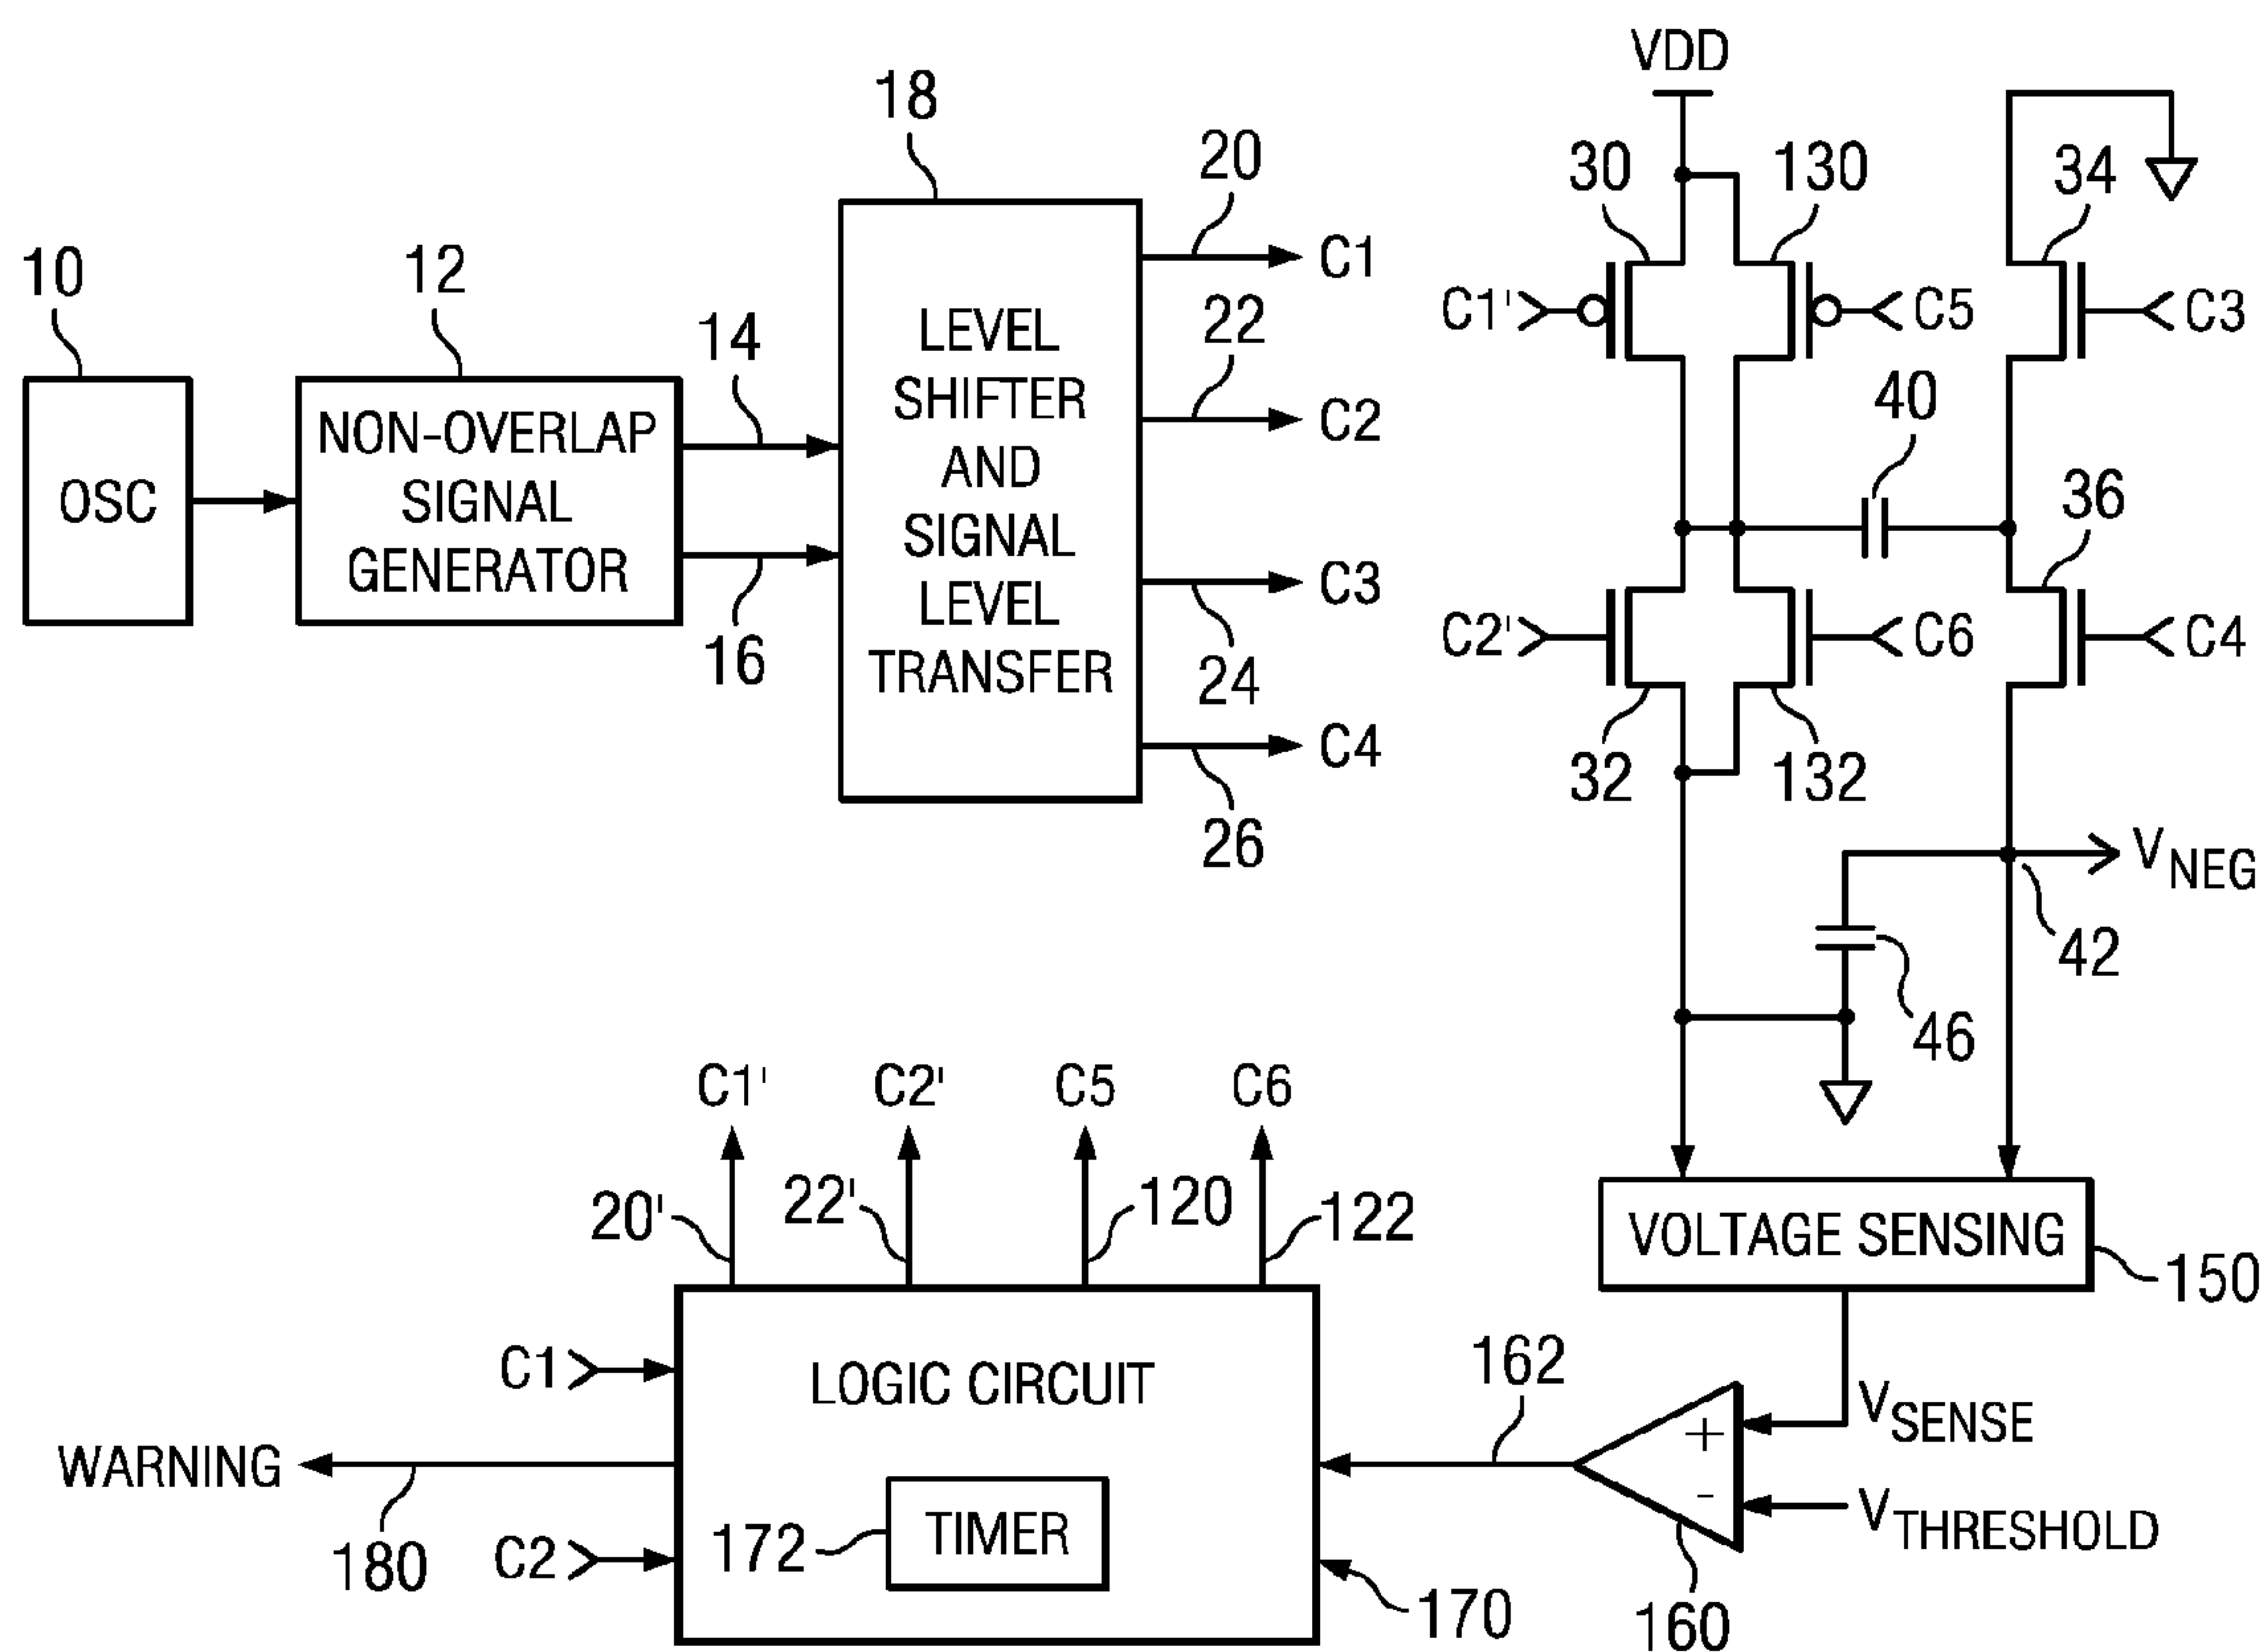 VDD
18
20
30
130
34
10
12
14
C1
C1'
C5
C3
22
LEVEL
SHIFTER
AND
SIGNAL
LEVEL
TRANSFER
40
NON-OVERLAP
SIGNAL
GENERATOR
OSC
C2
36
16
C3
24
C2'
C6
C4
C4
26
32
132
VNEG
42
46
C1'
C2'
C5
C6
20'
22'
120
122
VOLTAGE SENSING
150
C1
LOGIC CIRCUIT
162
VSENSE
+
-
WARNING
180
C2
172
TIMER
VTHRESHOLD
170
160